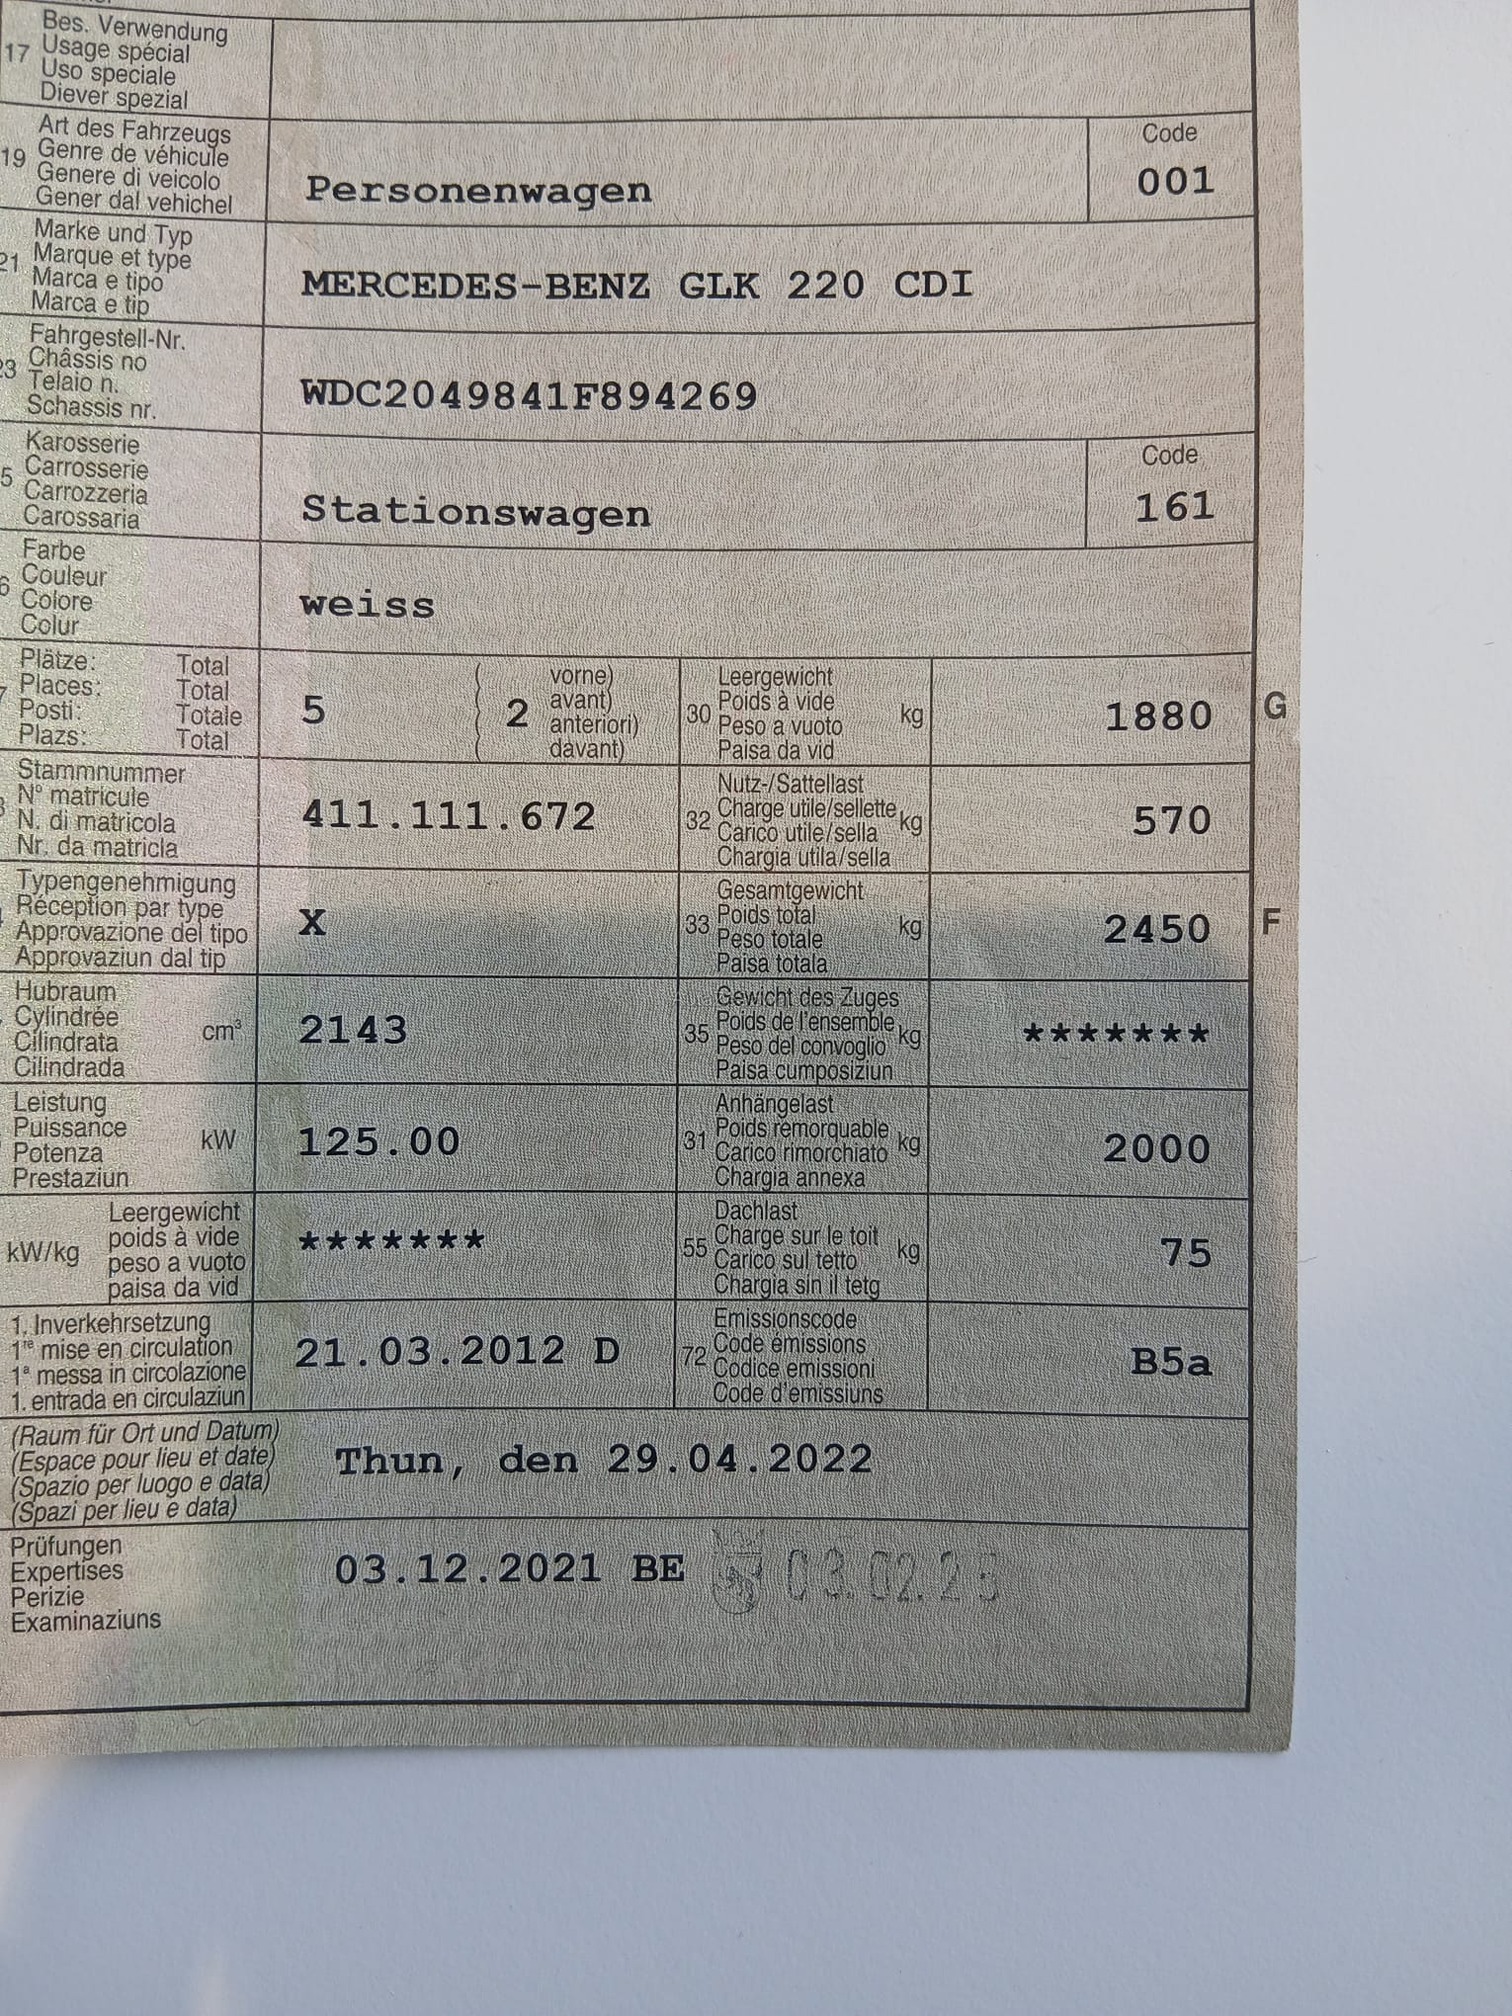 Bes. Verwendung
17 Usage spécial
Uso speciale
Diever spezial
Art des Fahrzeugs
19 Genre de véhicule
Genere di veicolo
Gener dal vehichel
Personenwagen
Code
001
Marke und Typ
21 Marque et type
Marca e tipo
Marca e tip
MERCEDES-BENZ GLK 220 CDI
Fahrgestell-Nr.
23 Châssis no
Telaio n.
Schassis nr.
WDC2049841F894269
Karosserie
5 Carrosserie
Carrozzeria
Carossaria
Stationswagen
Code
161
Farbe
6 Couleur
Colore
Colur
weiss
Plätze: Total
7 Places: Total
Posti: Totale
Plazs: Total
5 ( 2 vorne)
( avant)
( anteriori)
( davant)
Leergewicht
30 Poids à vide kg
Peso a vuoto
Paisa da vid
1880 G
Stammnummer
N° matricule
N. di matricola
Nr. da matricla
411.111.672
Nutz-/Sattellast
32 Charge utile/sellette kg
Carico utile/sella
Chargia utila/sella
570
Typengenehmigung
Réception par type
Approvazione del tipo
Approvaziun dal tip
X
Gesamtgewicht
33 Poids total kg
Peso totale
Paisa totala
2450 F
Hubraum
Cylindrée cm³
Cilindrata
Cilindrada
2143
Gewicht des Zuges
35 Poids de l'ensemble kg
Peso del convoglio
Paisa cumposiziun
*******
Leistung
Puissance kW
Potenza
Prestaziun
125.00
Anhängelast
31 Poids remorquable kg
Carico rimorchiato
Chargia annexa
2000
Leergewicht
kW/kg poids à vide
peso a vuoto
paisa da vid
*******
Dachlast
55 Charge sur le toit kg
Carico sul tetto
Chargia sin il tetg
75
1. Inverkehrsetzung
1re mise en circulation
1a messa in circolazione
1. entrada en circulaziun
21.03.2012 D
Emissionscode
72 Code émissions
Codice emissioni
Code d'emissiuns
B5a
(Raum für Ort und Datum)
(Espace pour lieu et date)
(Spazio per luogo e data)
(Spazi per lieu e data)
Thun, den 29.04.2022
Prüfungen
Expertises
Perizie
Examinaziuns
03.12.2021 BE